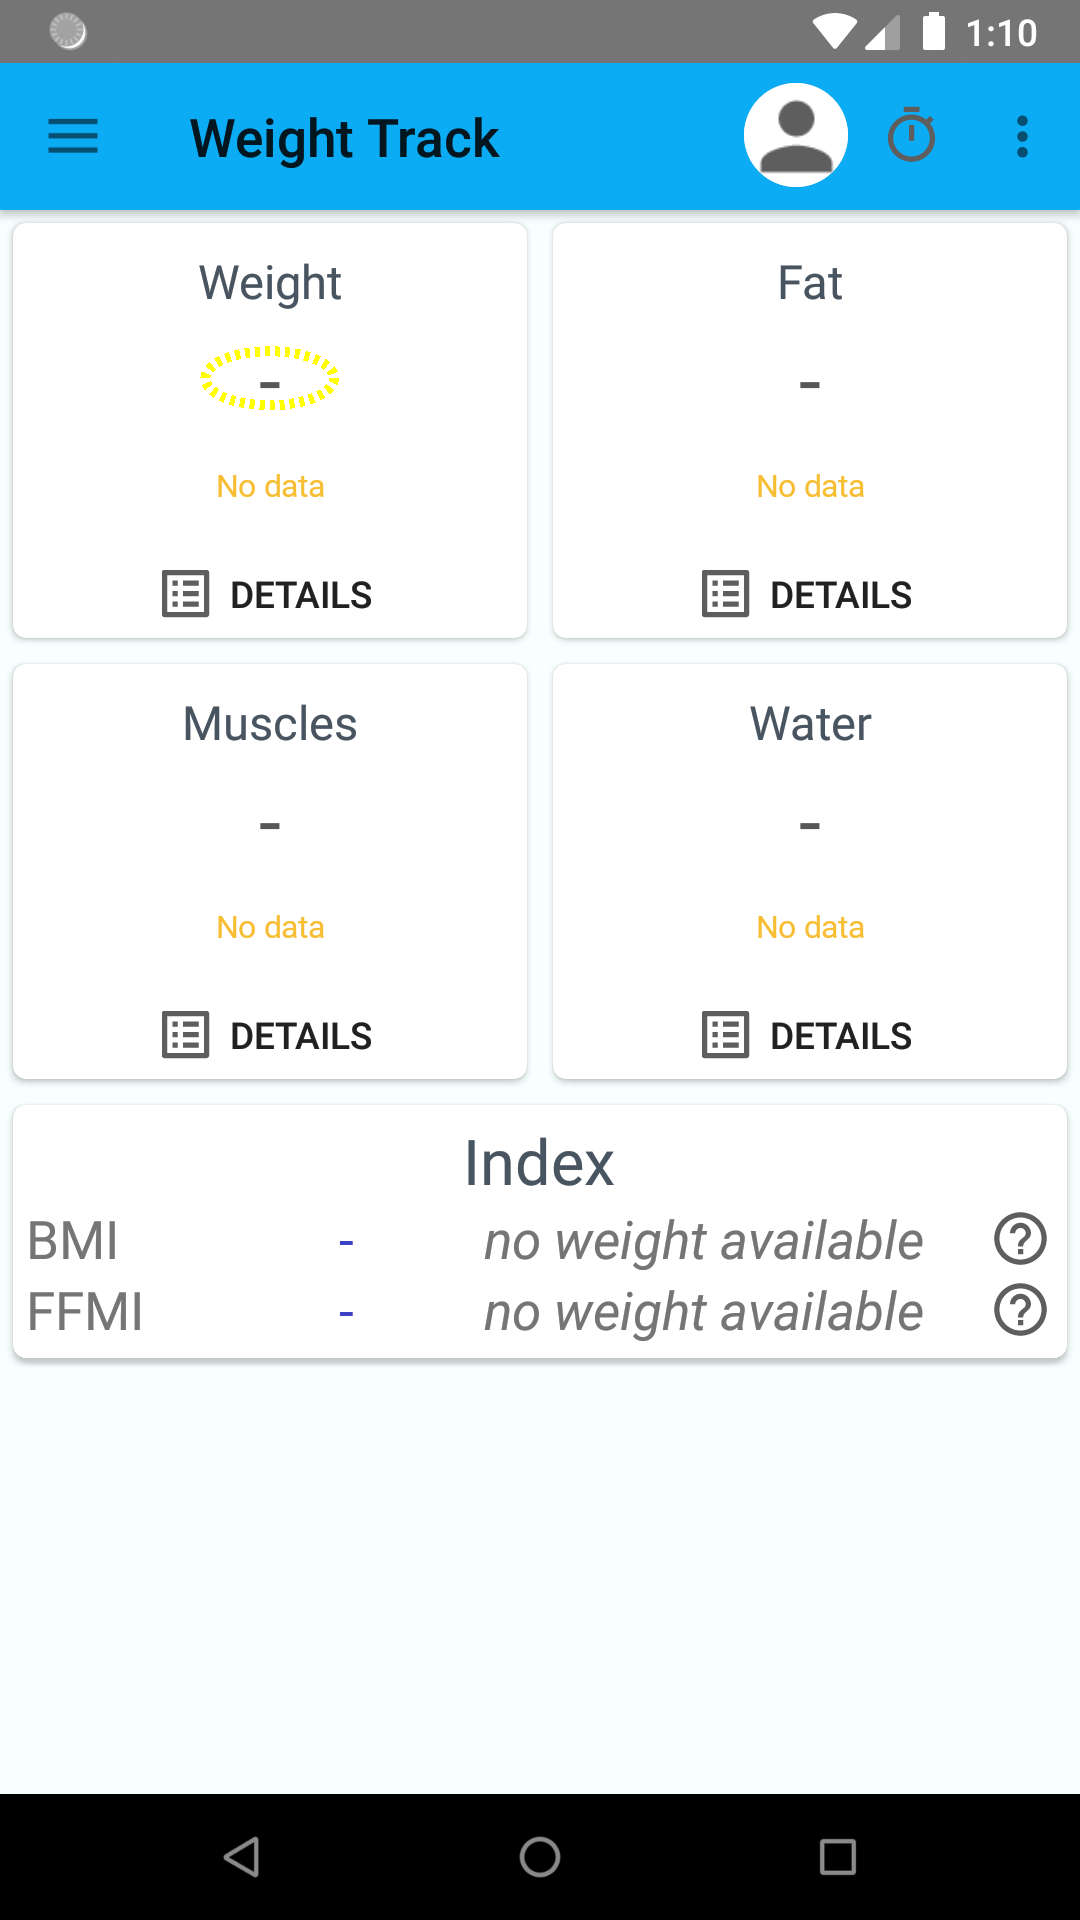 1:10
Weight Track
Weight
Fat
-
-
No data
No data
DETAILS
DETAILS
Muscles
Water
-
-
No data
No data
DETAILS
DETAILS
Index
BMI - no weight available ?
FFMI - no weight available ?